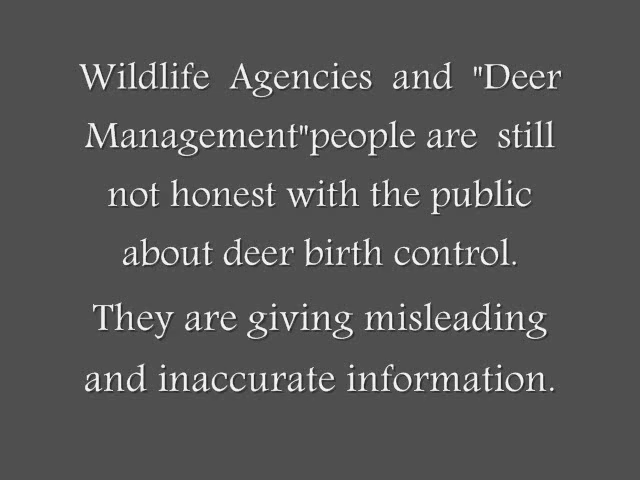 Wildlife Agencies and "Deer
Management"people are still
not honest with the public
about deer birth control.
They are giving misleading
and inaccurate information.